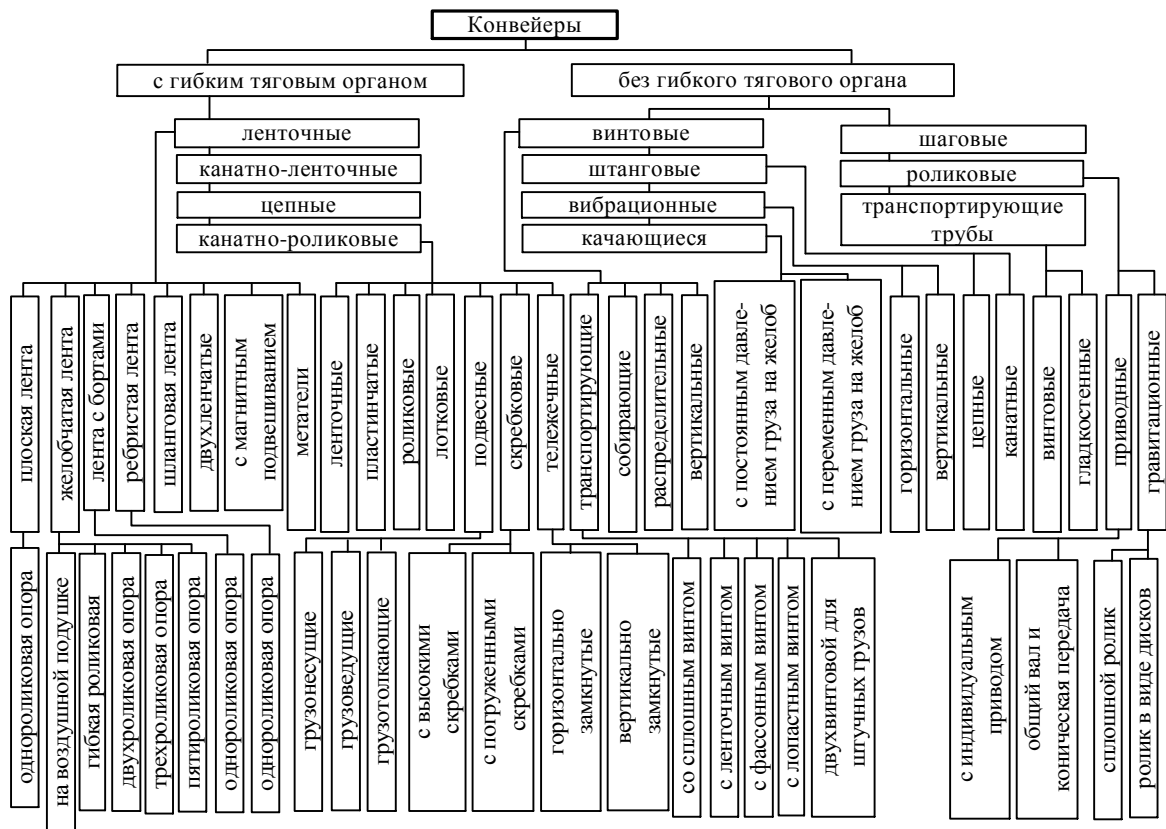 Конвейеры
с гибким тяговым органом
без гибкого тягового органа
ленточные
канатно-ленточные
цепные
канатно-роликовые
винтовые
штанговые
вибрационные
качающиеся
шаговые
роликовые
транспортирующие
трубы
плоская лента
желобчатая лента
лента с бортами
ребристая лента
шланговая лента
двухленчатые
с магнитным
подвешиванием
метатели
ленточные
пластинчатые
роликовые
лотковые
подвесные
скребковые
тележечные
транспортирующие
собирающие
распределительные
вертикальные
с постоянным давле-
нием груза на желоб
с переменным давле-
нием груза на желоб
горизонтальные
вертикальные
цепные
канатные
винтовые
гладкостенные
приводные
гравитационные
однороликовая опора
на воздушной подушке
гибкая роликовая
двухроликовая опора
трехроликовая опора
пятироликовая опора
однороликовая опора
однороликовая опора
грузонесущие
грузоведущие
грузотолкающие
с высокими
скребками
с погруженными
скребками
горизонтально
замкнутые
вертикально
замкнутые
со сплошным винтом
с ленточным винтом
с фассонным винтом
с лопастным винтом
двухвинтовой для
штучных грузов
с индивидуальным
приводом
общий вал и
коническая передача
сплошной ролик
ролик в виде дисков